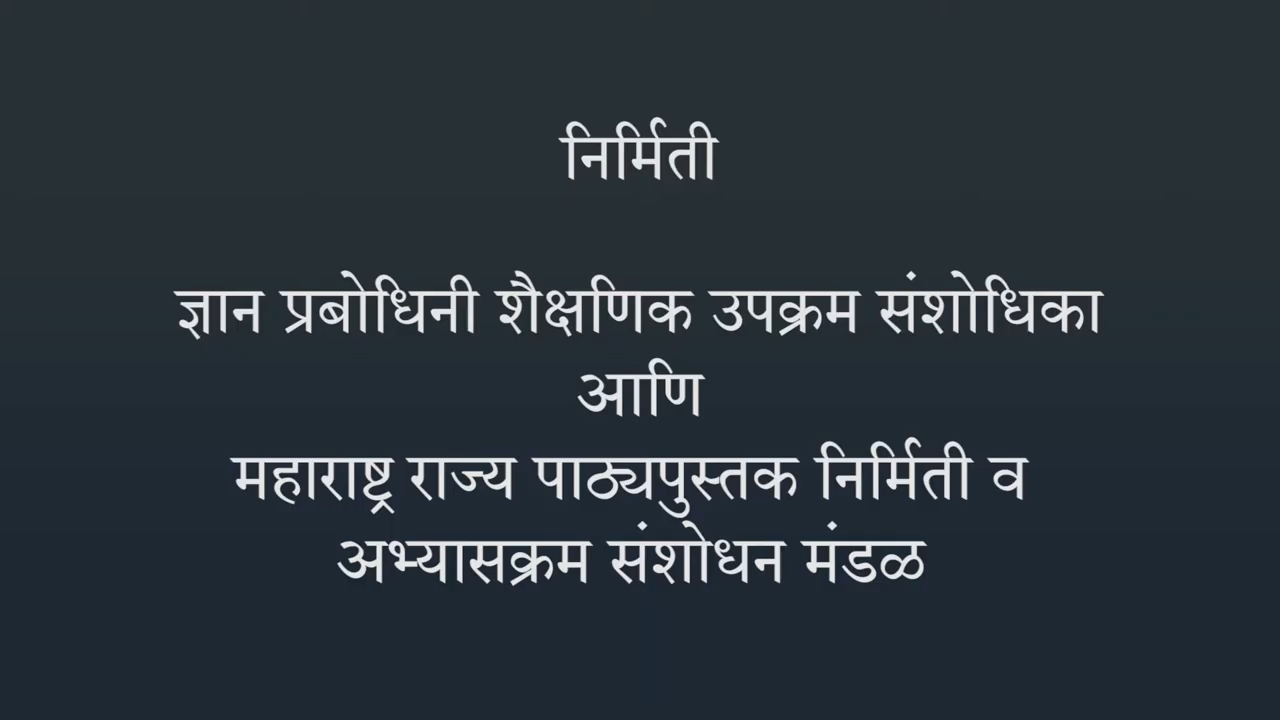 निर्मिती
ज्ञान प्रबोधिनी शैक्षणिक उपक्रम संशोधिका
आणि
महाराष्ट्र राज्य पाठ्यपुस्तक निर्मिती व
अभ्यासक्रम संशोधन मंडळ